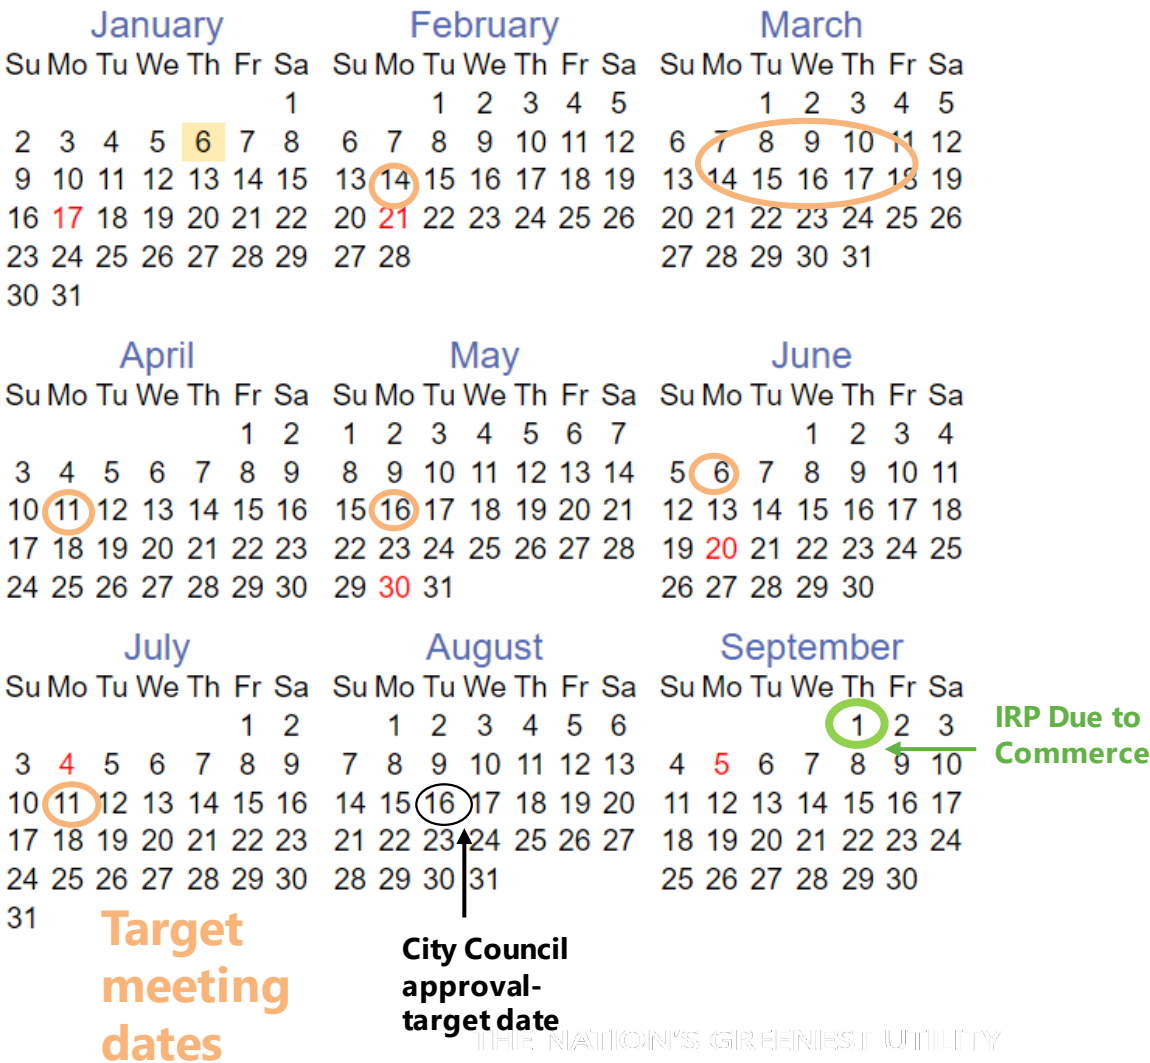 January February March
Su Mo Tu We Th Fr Sa Su Mo Tu We Th Fr Sa Su Mo Tu We Th Fr Sa
1 1 2 3 4 5 1 2 3 4 5
2 3 4 5 6 7 8 6 7 8 9 10 11 12 6 7 8 9 10 11 12
9 10 11 12 13 14 15 13 14 15 16 17 18 19 13 14 15 16 17 18 19
16 17 18 19 20 21 22 20 21 22 23 24 25 26 20 21 22 23 24 25 26
23 24 25 26 27 28 29 27 28 27 28 29 30 31
30 31
April May June
Su Mo Tu We Th Fr Sa Su Mo Tu We Th Fr Sa Su Mo Tu We Th Fr Sa
1 2 1 2 3 4 5 6 7 1 2 3 4
3 4 5 6 7 8 9 8 9 10 11 12 13 14 5 6 7 8 9 10 11
10 11 12 13 14 15 16 15 16 17 18 19 20 21 12 13 14 15 16 17 18
17 18 19 20 21 22 23 22 23 24 25 26 27 28 19 20 21 22 23 24 25
24 25 26 27 28 29 30 29 30 31 26 27 28 29 30
July August September
Su Mo Tu We Th Fr Sa Su Mo Tu We Th Fr Sa Su Mo Tu We Th Fr Sa
1 2 1 2 3 4 5 6 1 2 3
3 4 5 6 7 8 9 7 8 9 10 11 12 13 4 5 6 7 8 9 10
10 11 12 13 14 15 16 14 15 16 17 18 19 20 11 12 13 14 15 16 17
17 18 19 20 21 22 23 21 22 23 24 25 26 27 18 19 20 21 22 23 24
24 25 26 27 28 29 30 28 29 30 31 25 26 27 28 29 30
31
IRP Due to
Commerce
Target
meeting
dates
City Council
approval-
target date
THE NATION'S GREENEST UTILITY